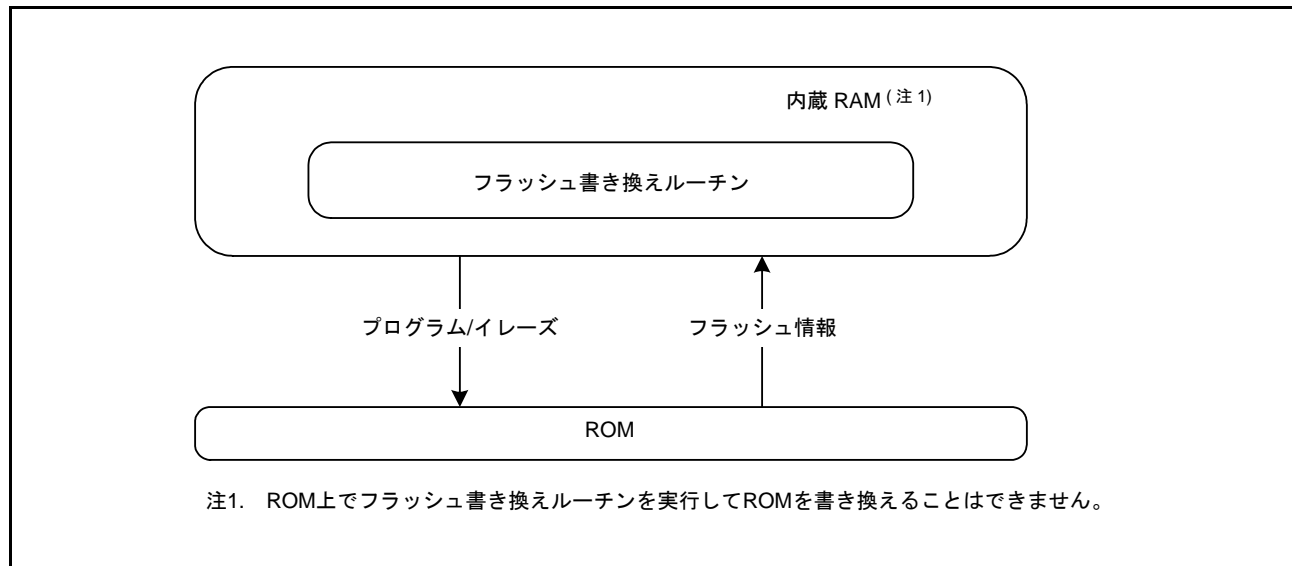 内蔵 RAM (注 1)
フラッシュ書き換えルーチン
プログラム/イレーズ
フラッシュ情報
ROM
注1. ROM上でフラッシュ書き換えルーチンを実行してROMを書き換えることはできません。